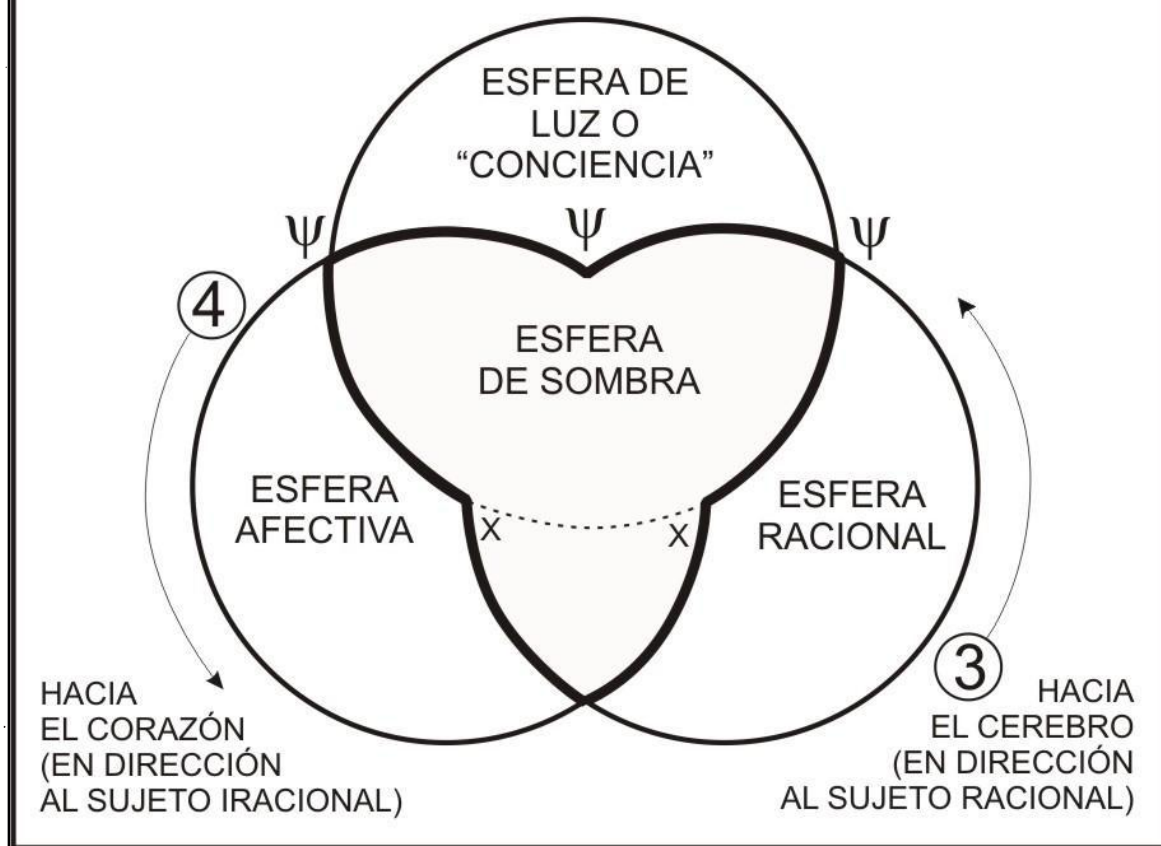 ESFERA DE
LUZ O
“CONCIENCIA”
Ψ
Ψ
Ψ
4
ESFERA
DE SOMBRA
ESFERA
AFECTIVA
ESFERA
RACIONAL
X
X
3
HACIA
EL CORAZÓN
(EN DIRECCIÓN
AL SUJETO IRACIONAL)
HACIA
EL CEREBRO
(EN DIRECCIÓN
AL SUJETO RACIONAL)